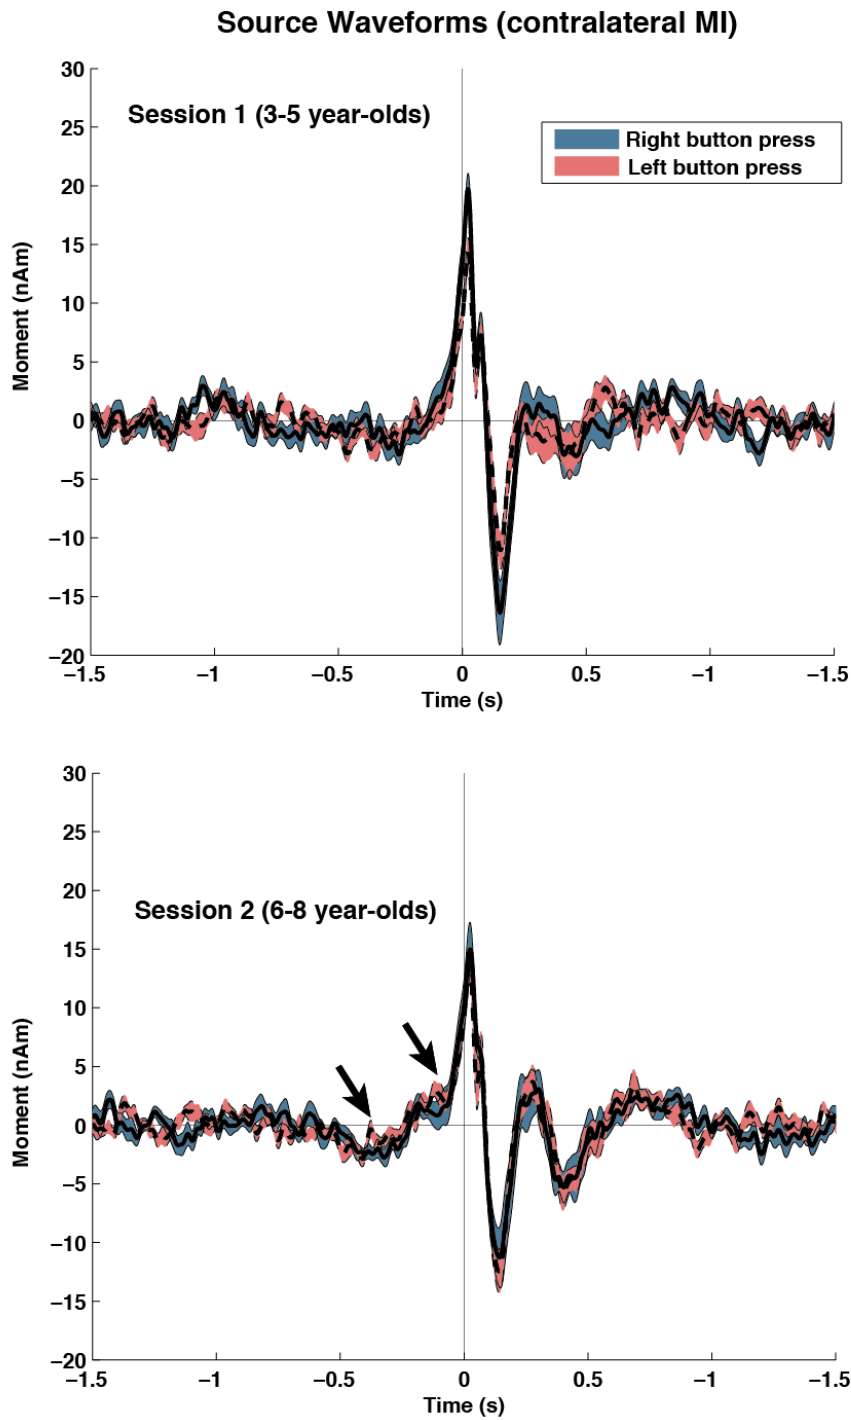 Source Waveforms (contralateral MI)
30
25
20
15
10
5
0
−5
−10
−15
−20
Moment (nAm)
Session 1 (3-5 year-olds)
Right button press
Left button press
−1.5 −1 −0.5 0 0.5 −1 −1.5
Time (s)
30
25
20
15
10
5
0
−5
−10
−15
−20
Moment (nAm)
Session 2 (6-8 year-olds)
−1.5 −1 −0.5 0 0.5 −1 −1.5
Time (s)